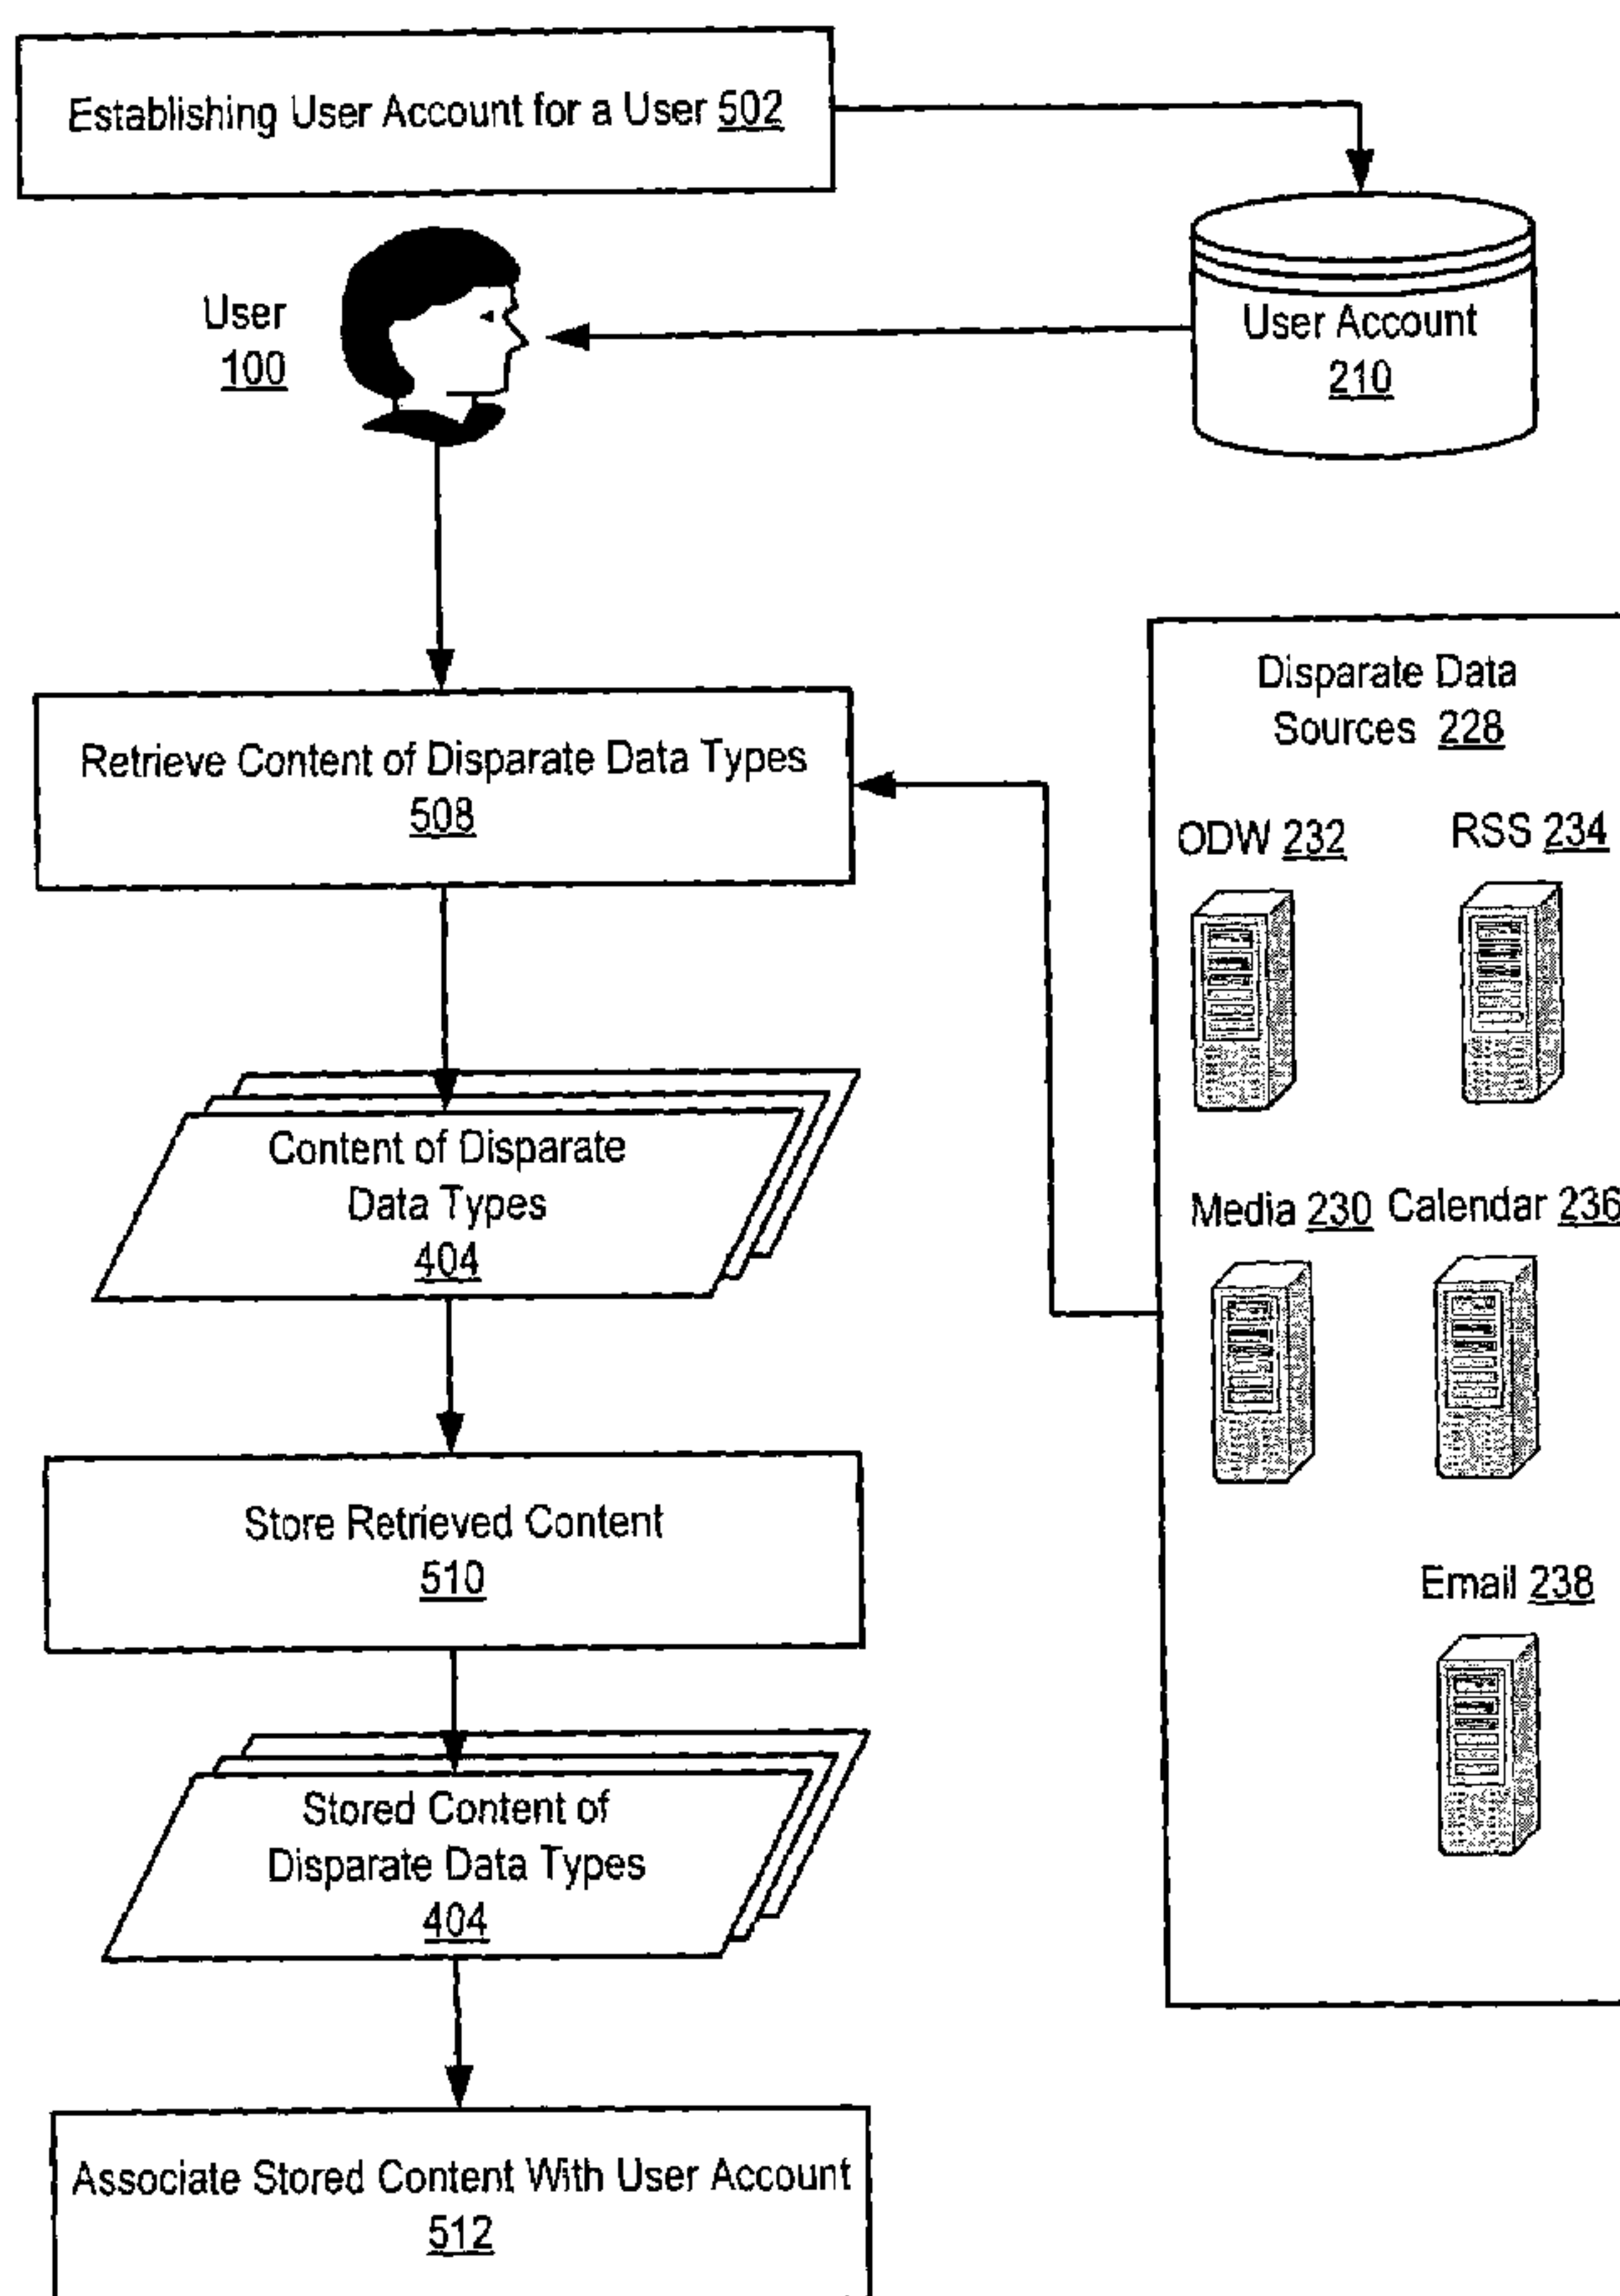 Establishing User Account for a User 502
User
100
User Account
210
Disparate Data
Sources 228
Retrieve Content of Disparate Data Types
508
ODW 232
RSS 234
Content of Disparate
Data Types
404
Media 230
Calendar 236
Store Retrieved Content
510
Email 238
Stored Content of
Disparate Data Types
404
Associate Stored Content With User Account
512